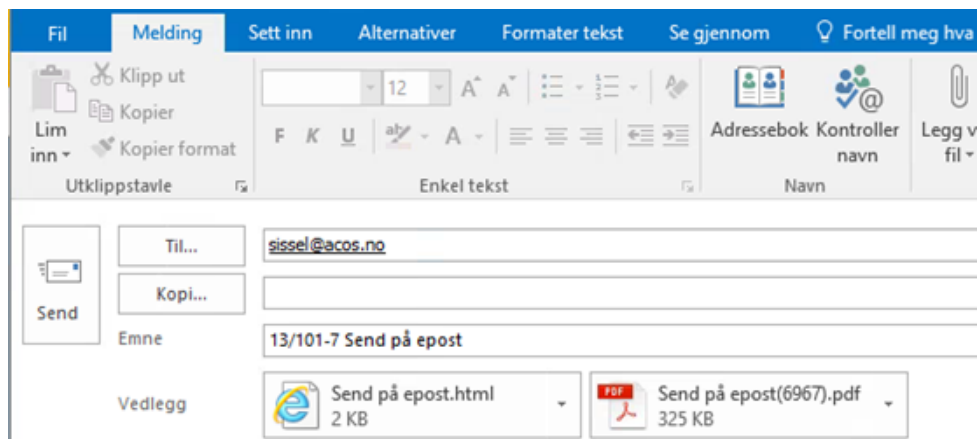 Fil Melding Sett inn Alternativer Formater tekst Se gjennom Fortell meg hva
Lim inn
Klipp ut
Kopier
Kopier format
Utklippstavle
12
F K U
Enkel tekst
Adressebok
Kontroller navn
Navn
Legg v
fil
Send
Til...
sissel@acos.no
Kopi...
Emne
13/101-7 Send på epost
Vedlegg
Send på epost.html
2 KB
PDF
Send på epost(6967).pdf
325 KB